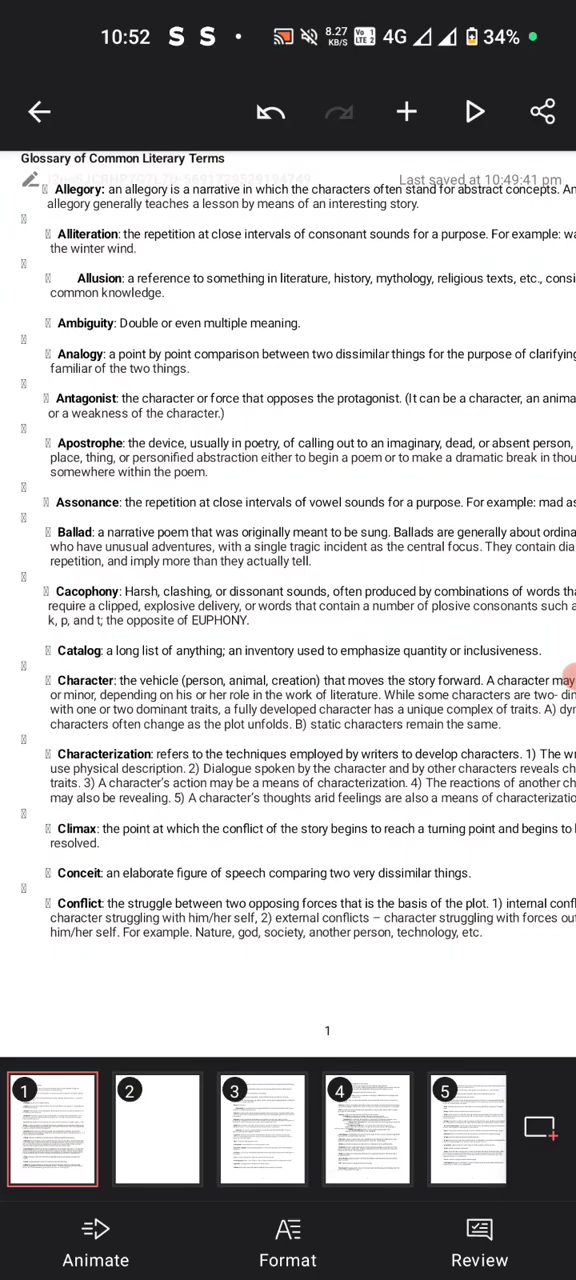 10:52 S S • 8.27 KB/S Vo 1 LTE 2 4G 34%
Glossary of Common Literary Terms
Last saved at 10:49:41 pm
Allegory: an allegory is a narrative in which the characters often stand for abstract concepts. An
allegory generally teaches a lesson by means of an interesting story.
Alliteration: the repetition at close intervals of consonant sounds for a purpose. For example: wa
the winter wind.
Allusion: a reference to something in literature, history, mythology, religious texts, etc., consi
common knowledge.
Ambiguity: Double or even multiple meaning.
Analogy: a point by point comparison between two dissimilar things for the purpose of clarifying
familiar of the two things.
Antagonist: the character or force that opposes the protagonist. (It can be a character, an anima
or a weakness of the character.)
Apostrophe: the device, usually in poetry, of calling out to an imaginary, dead, or absent person,
place, thing, or personified abstraction either to begin a poem or to make a dramatic break in thou
somewhere within the poem.
Assonance: the repetition at close intervals of vowel sounds for a purpose. For example: mad as
Ballad: a narrative poem that was originally meant to be sung. Ballads are generally about ordina
who have unusual adventures, with a single tragic incident as the central focus. They contain dia
repetition, and imply more than they actually tell.
Cacophony: Harsh, clashing, or dissonant sounds, often produced by combinations of words tha
require a clipped, explosive delivery, or words that contain a number of plosive consonants such a
k, p, and t; the opposite of EUPHONY.
Catalog: a long list of anything; an inventory used to emphasize quantity or inclusiveness.
Character: the vehicle (person, animal, creation) that moves the story forward. A character may
or minor, depending on his or her role in the work of literature. While some characters are two- din
with one or two dominant traits, a fully developed character has a unique complex of traits. A) dyn
characters often change as the plot unfolds. B) static characters remain the same.
Characterization: refers to the techniques employed by writers to develop characters. 1) The wr
use physical description. 2) Dialogue spoken by the character and by other characters reveals ch
traits. 3) A character's action may be a means of characterization. 4) The reactions of another ch
may also be revealing. 5) A character's thoughts arid feelings are also a means of characterizatio
Climax: the point at which the conflict of the story begins to reach a turning point and begins to b
resolved.
Conceit: an elaborate figure of speech comparing two very dissimilar things.
Conflict: the struggle between two opposing forces that is the basis of the plot. 1) internal confl
character struggling with him/her self, 2) external conflicts – character struggling with forces out
him/her self. For example. Nature, god, society, another person, technology, etc.
1
1 2 3 4 5
Animate Format Review